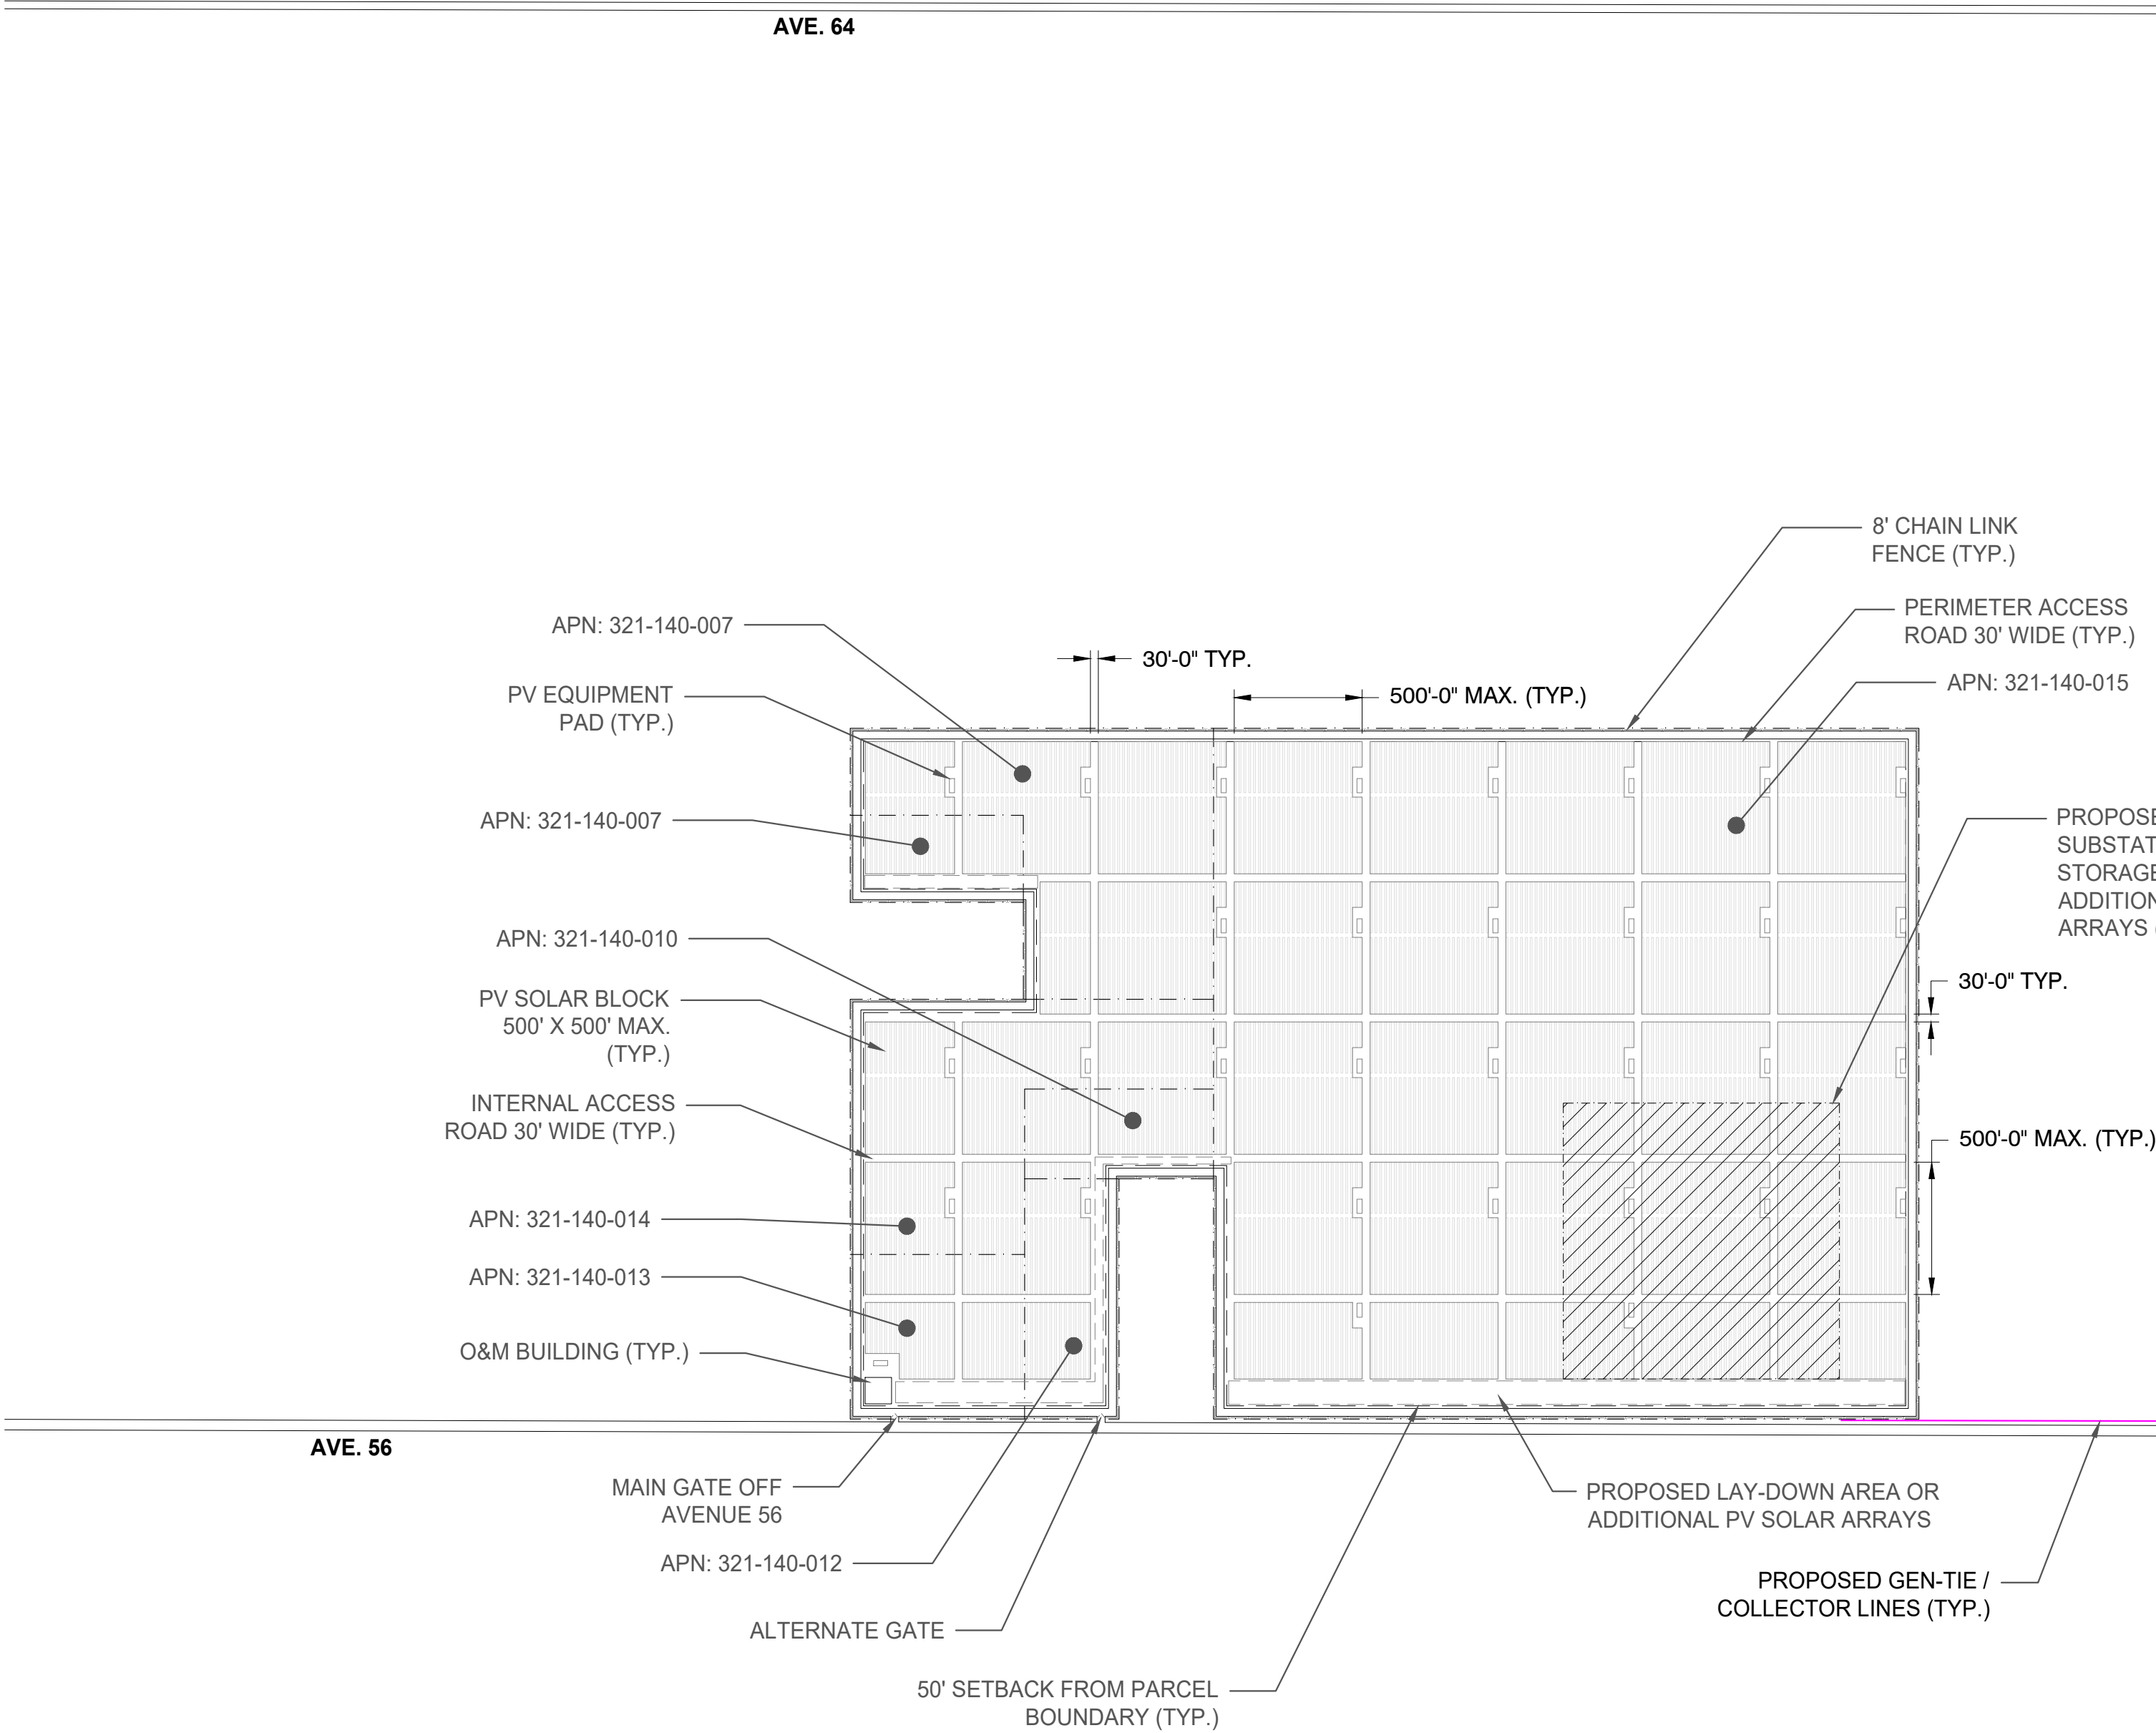 AVE. 64
8' CHAIN LINK
FENCE (TYP.)
PERIMETER ACCESS
ROAD 30' WIDE (TYP.)
APN: 321-140-007
30'-0" TYP.
APN: 321-140-015
PV EQUIPMENT
PAD (TYP.)
500'-0" MAX. (TYP.)
APN: 321-140-007
PROPOSE
SUBSTAT
STORAGE
ADDITION
ARRAYS
APN: 321-140-010
30'-0" TYP.
PV SOLAR BLOCK
500' X 500' MAX.
(TYP.)
INTERNAL ACCESS
ROAD 30' WIDE (TYP.)
500'-0" MAX. (TYP.)
APN: 321-140-014
APN: 321-140-013
O&M BUILDING (TYP.)
AVE. 56
MAIN GATE OFF
AVENUE 56
PROPOSED LAY-DOWN AREA OR
ADDITIONAL PV SOLAR ARRAYS
APN: 321-140-012
PROPOSED GEN-TIE /
COLLECTOR LINES (TYP.)
ALTERNATE GATE
50' SETBACK FROM PARCEL
BOUNDARY (TYP.)